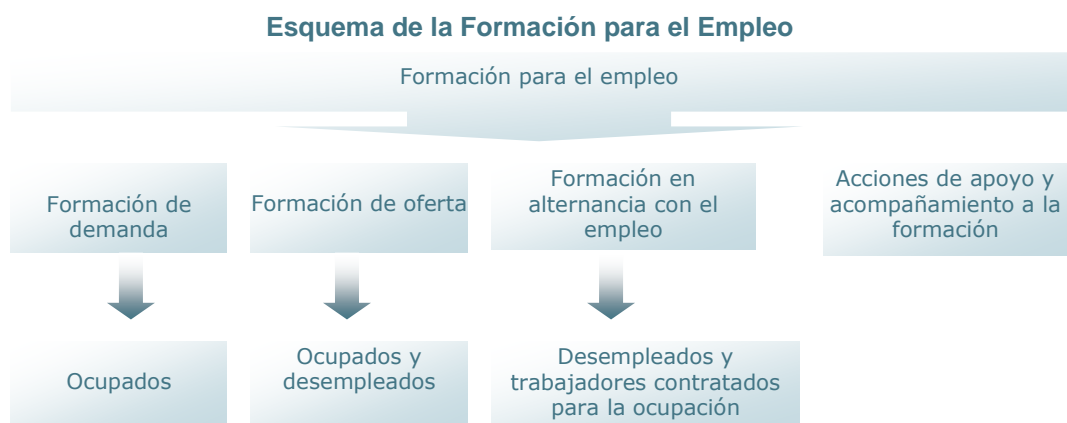 Esquema de la Formación para el Empleo
Formación para el empleo
Formación de
demanda
Formación de oferta
Formación en
alternancia con el
empleo
Acciones de apoyo y
acompañamiento a la
formación
Ocupados
Ocupados y
desempleados
Desempleados y
trabajadores contratados
para la ocupación